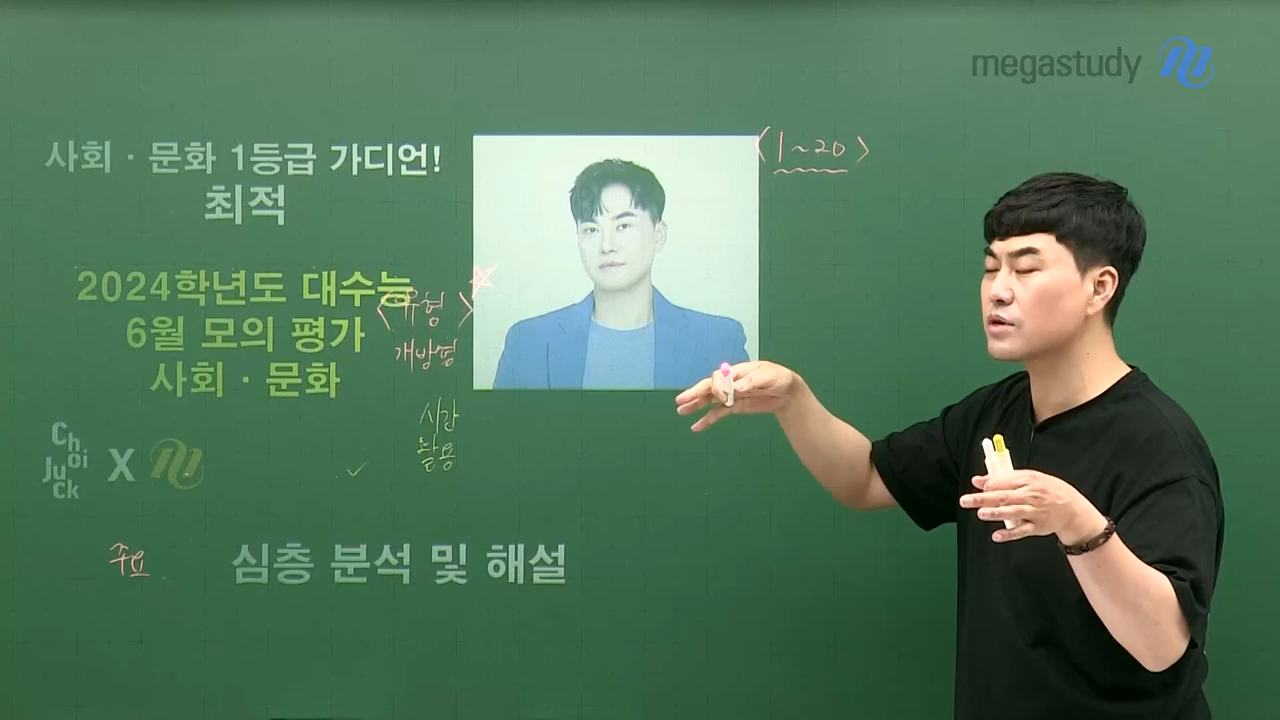 megastudy
사회 · 문화 1등급 가디언!
최적
<1~20>
2024학년도 대수능
<유형>
6월 모의 평가
개방형
사회 · 문화
시간
활용
Choi
Juck
X
주요
심층 분석 및 해설